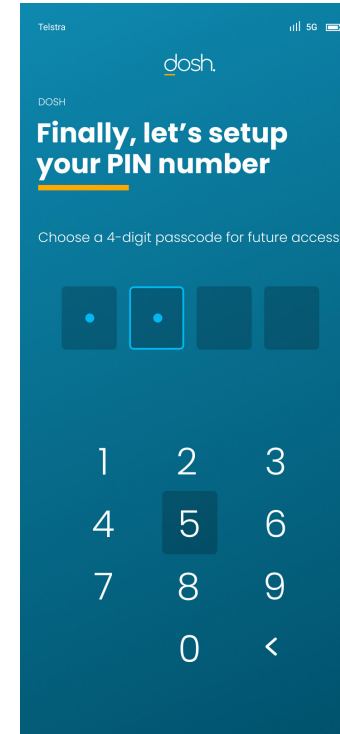 Telstra 5G
dosh.
DOSH
Finally, let's setup
your PIN number
Choose a 4-digit passcode for future access
1 2 3
4 5 6
7 8 9
0 <